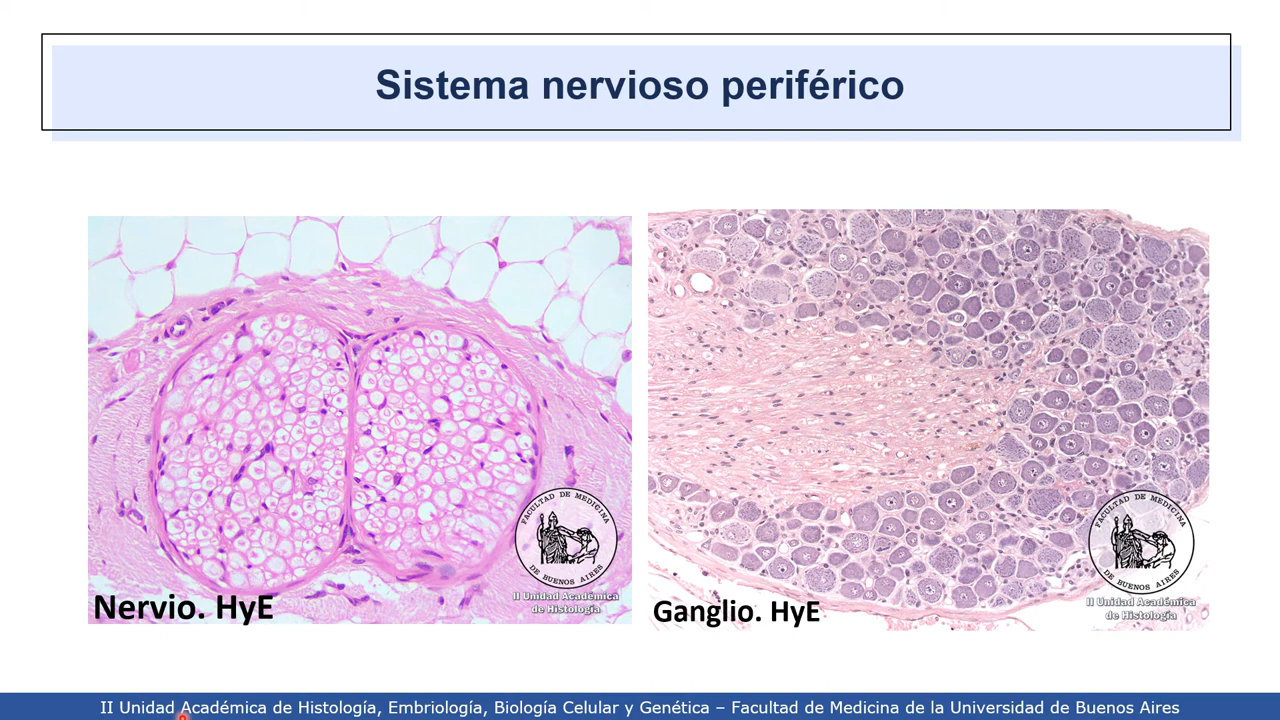 Sistema nervioso periférico
FACULTAD DE MEDICINA
DE BUENOS AIRES
II Unidad Académica
de Histología
Nervio. HyE
FACULTAD DE MEDICINA
DE BUENOS AIRES
II Unidad Académica
de Histología
Ganglio. HyE
II Unidad Académica de Histología, Embriología, Biología Celular y Genética – Facultad de Medicina de la Universidad de Buenos Aires